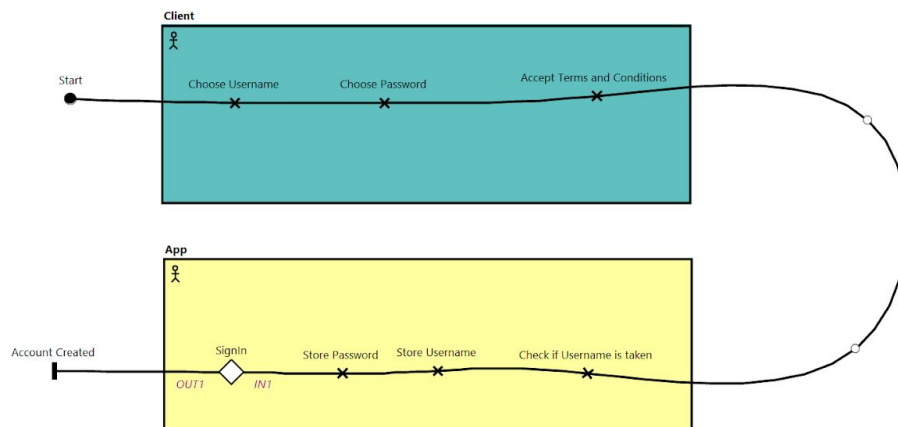 Client
Start
Choose Username
Choose Password
Accept Terms and Conditions
App
Account Created
SignIn
Store Password
Store Username
Check if Username is taken
OUT1
IN1